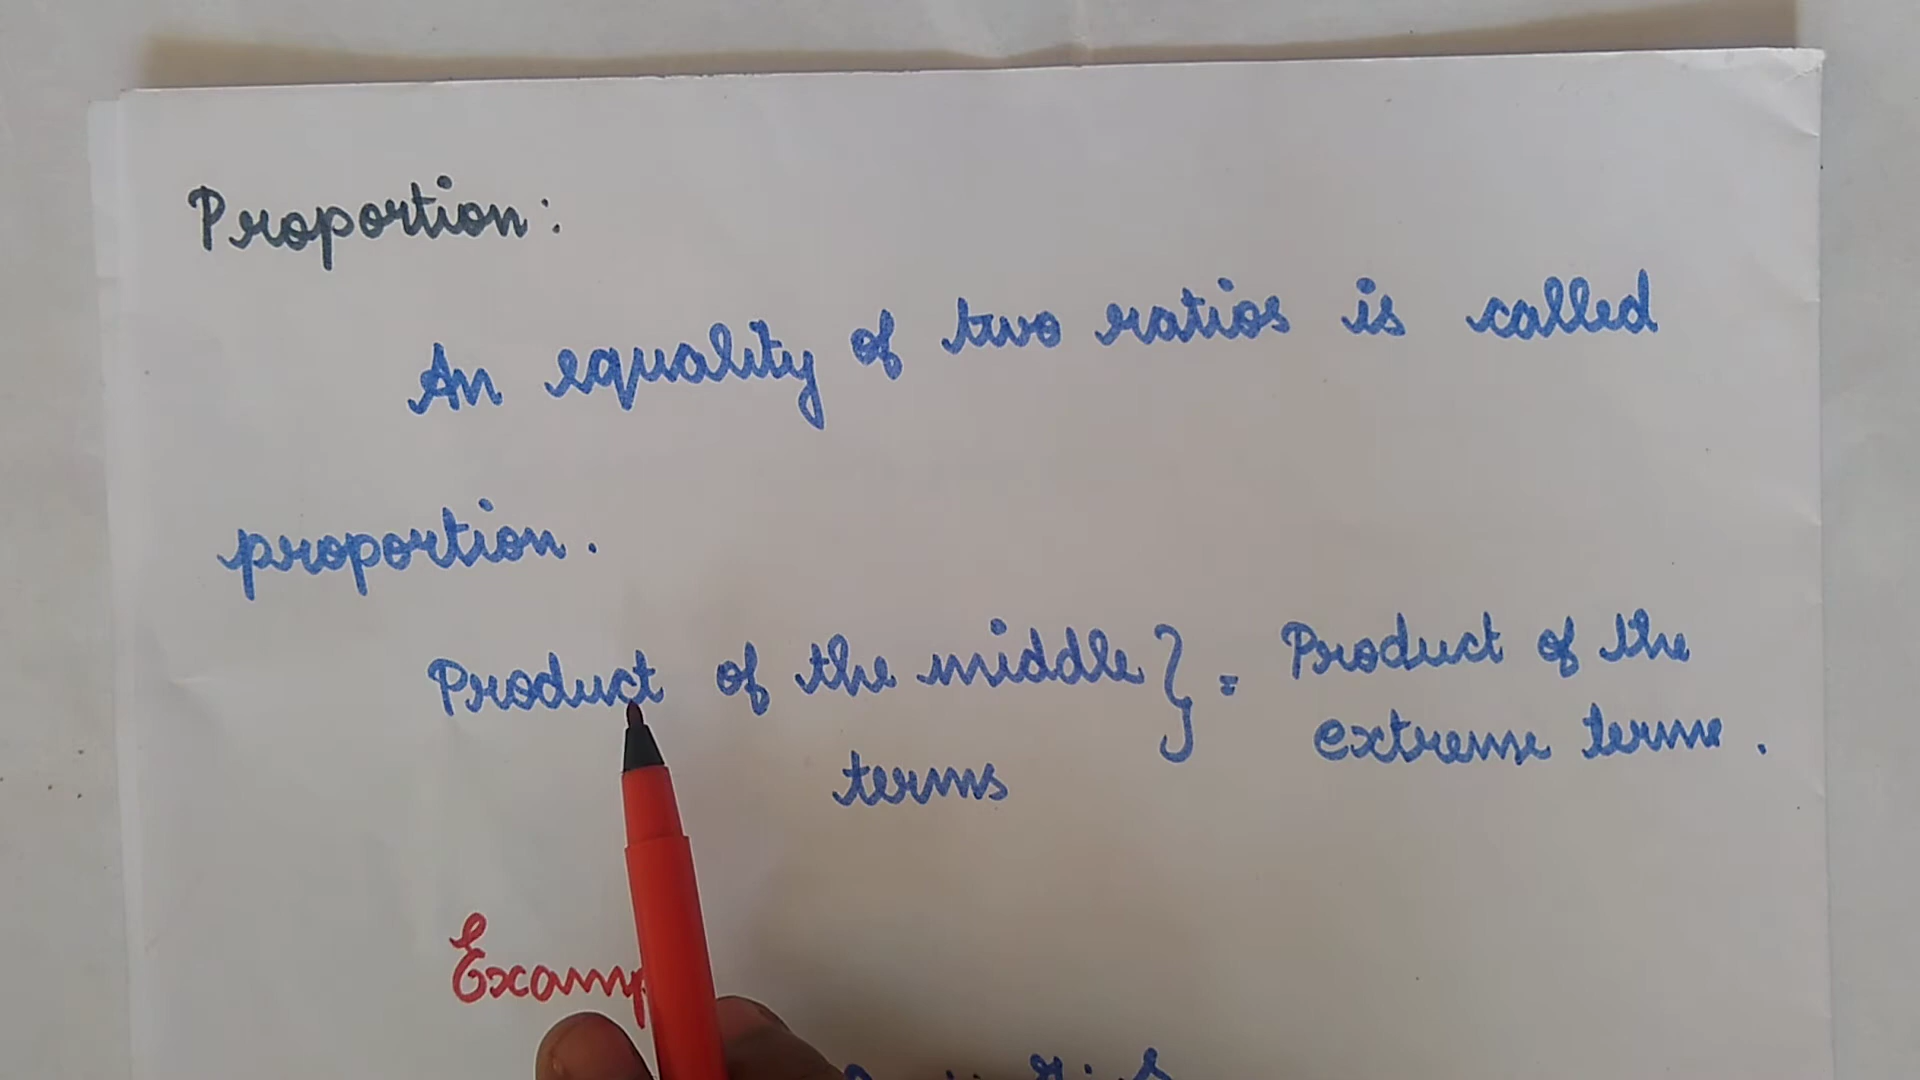 Proportion:
An equality of two ratios is called
proportion.
Product of the middle } = Product of the
terms extreme terms.
Examp